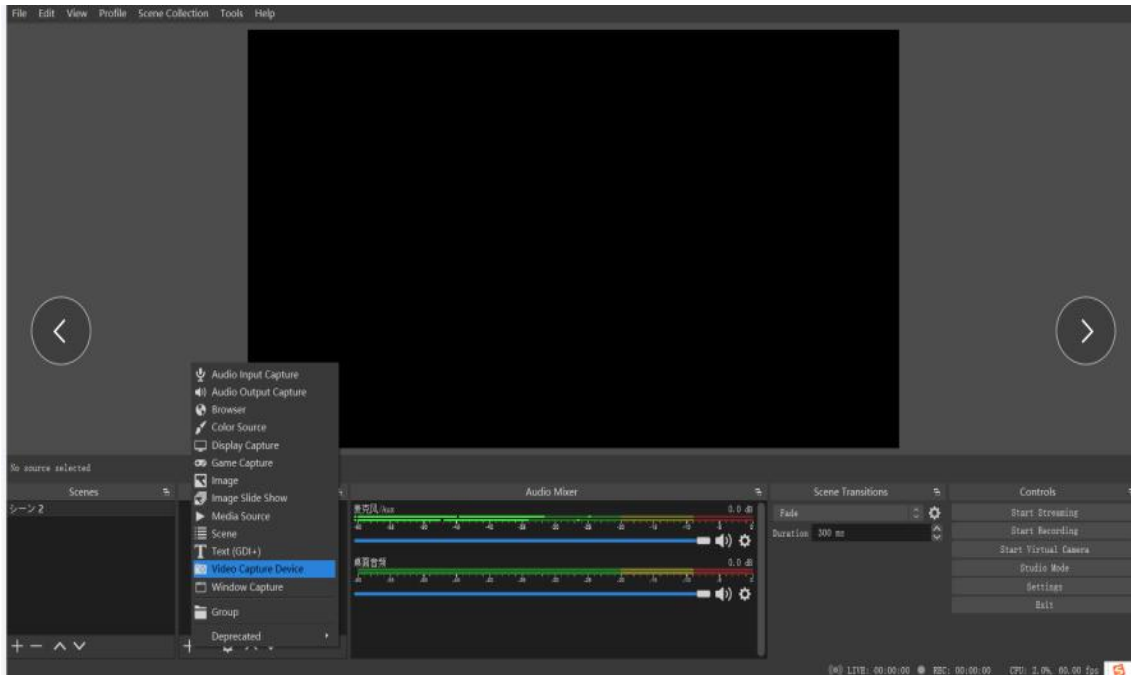 File Edit View Profile Scene Collection Tools Help
Audio Input Capture
Audio Output Capture
Browser
Color Source
Display Capture
Game Capture
Image
Image Slide Show
Media Source
Scene
Text (GDI+)
Video Capture Device
Window Capture
Group
Deprecated
No source selected
Scenes
シーン 2
Audio Mixer
麦克风/Aux 0.0 dB
桌面音频 0.0 dB
Scene Transitions
Fade
Duration 300 ms
Controls
Start Streaming
Start Recording
Start Virtual Camera
Studio Mode
Settings
Exit
LIVE: 00:00:00 REC: 00:00:00 CPU: 2.0%, 60.00 fps